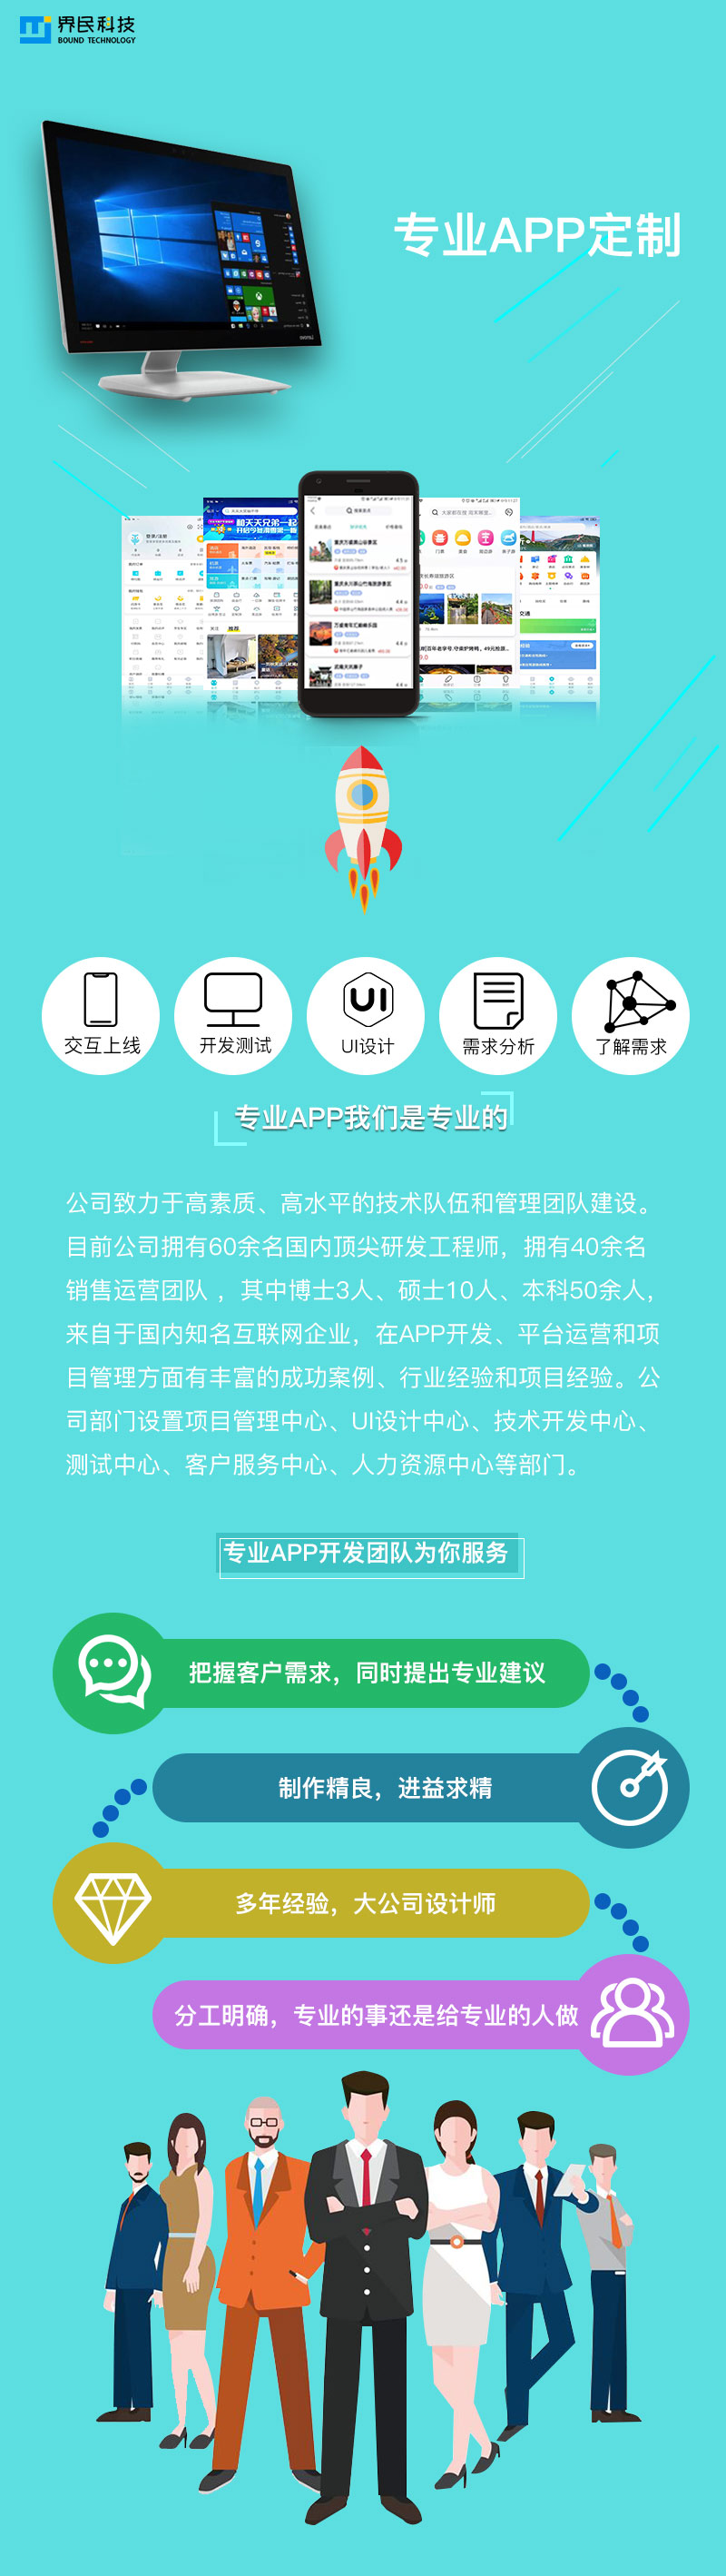 界民科技
BOUND TECHNOLOGY
专业APP定制
和天天兄弟一起
推荐
交互上线
开发测试
UI设计
需求分析
了解需求
专业APP我们是专业的
公司致力于高素质、高水平的技术队伍和管理团队建设。
目前公司拥有60余名国内顶尖研发工程师，拥有40余名
销售运营团队 ，其中博士3人、硕士10人、本科50余人，
来自于国内知名互联网企业，在APP开发、平台运营和项
目管理方面有丰富的成功案例、行业经验和项目经验。公
司部门设置项目管理中心、UI设计中心、技术开发中心、
测试中心、客户服务中心、人力资源中心等部门。
专业APP开发团队为你服务
把握客户需求，同时提出专业建议
制作精良，进益求精
多年经验，大公司设计师
分工明确，专业的事还是给专业的人做